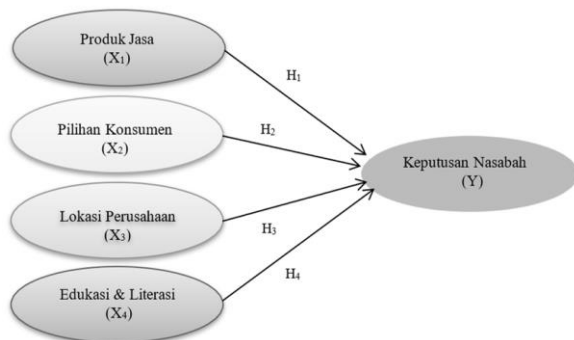 Produk Jasa
(X₁)
H₁
Pilihan Konsumen
(X₂)
H₂
Keputusan Nasabah
(Y)
Lokasi Perusahaan
(X₃)
H₃
Edukasi & Literasi
(X₄)
H₄